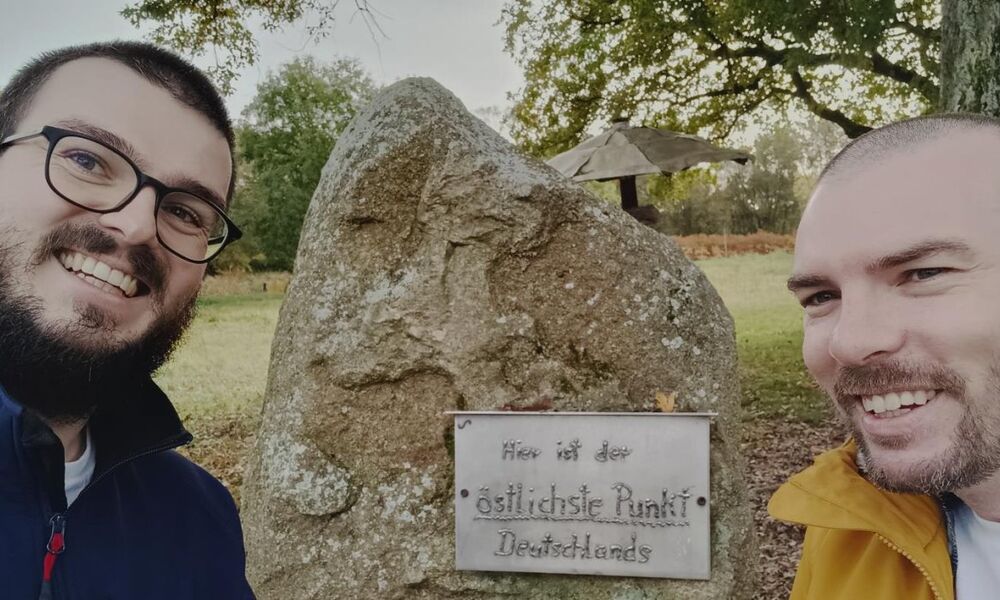 Hier ist der
östlichste Punkt
Deutschlands